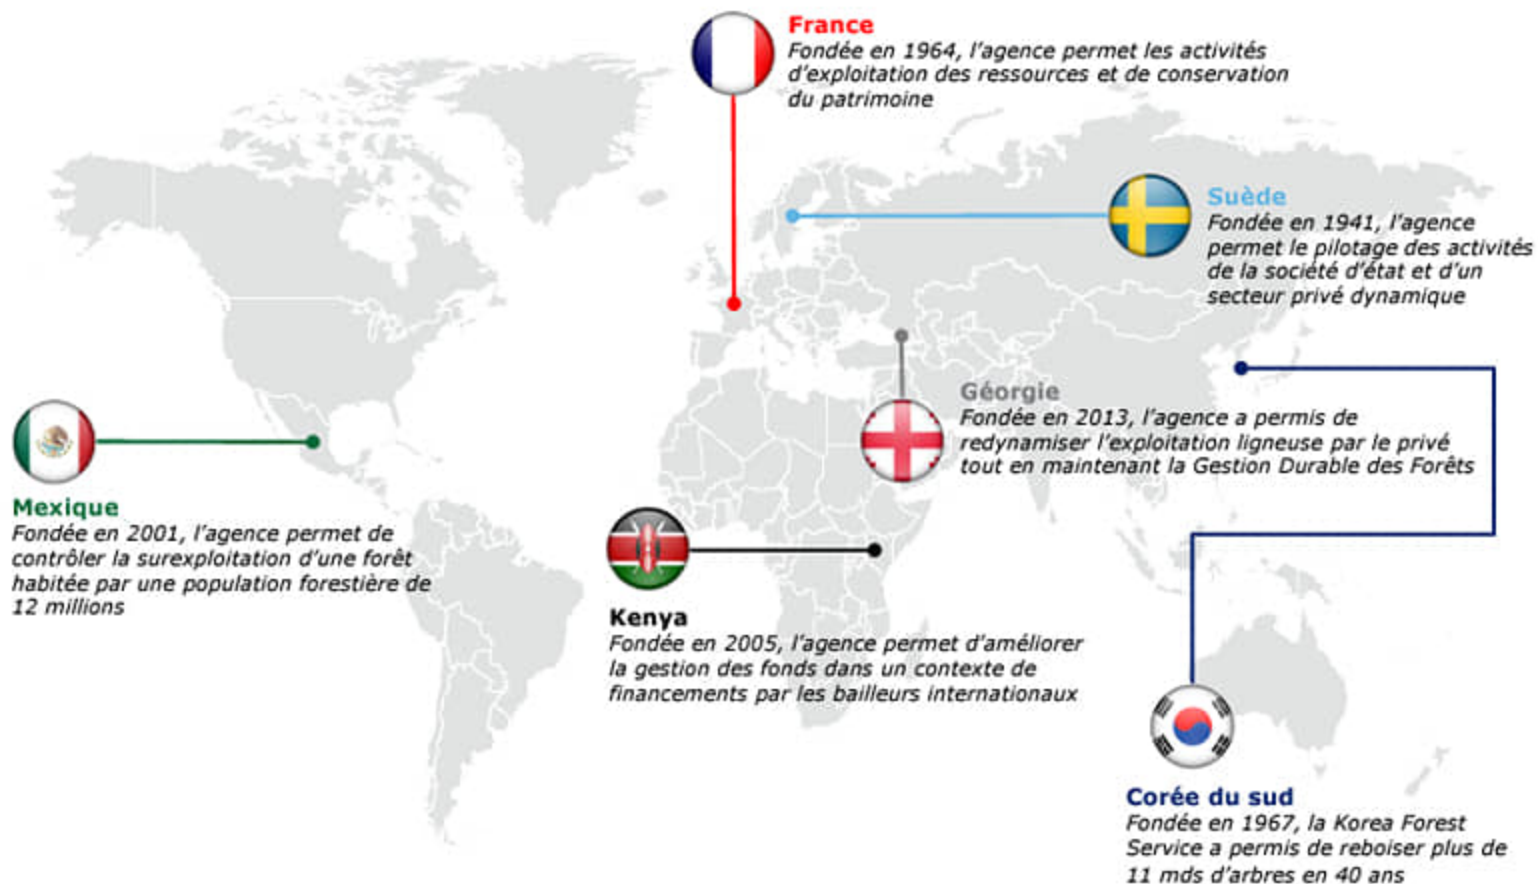 France
Fondée en 1964, l'agence permet les activités
d'exploitation des ressources et de conservation
du patrimoine
Suède
Fondée en 1941, l'agence
permet le pilotage des activités
de la société d'état et d'un
secteur privé dynamique
Géorgie
Fondée en 2013, l'agence a permis de
redynamiser l'exploitation ligneuse par le privé
tout en maintenant la Gestion Durable des Forêts
Mexique
Fondée en 2001, l'agence permet de
contrôler la surexploitation d'une forêt
habitée par une population forestière de
12 millions
Kenya
Fondée en 2005, l'agence permet d'améliorer
la gestion des fonds dans un contexte de
financements par les bailleurs internationaux
Corée du sud
Fondée en 1967, la Korea Forest
Service a permis de reboiser plus de
11 mds d'arbres en 40 ans